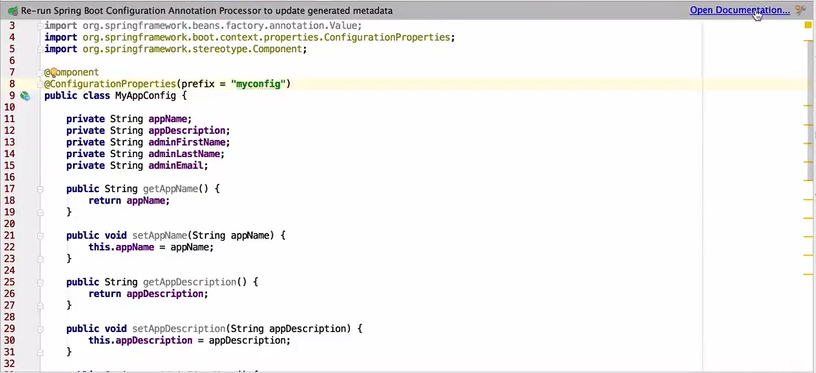 Re-run Spring Boot Configuration Annotation Processor to update generated metadata Open Documentation...
3 import org.springframework.beans.factory.annotation.Value;
4 import org.springframework.boot.context.properties.ConfigurationProperties;
5 import org.springframework.stereotype.Component;
6
7 @Component
8 @ConfigurationProperties(prefix = "myconfig")
9 public class MyAppConfig {
10
11 private String appName;
12 private String appDescription;
13 private String adminFirstName;
14 private String adminLastName;
15 private String adminEmail;
16
17 public String getAppName() {
18 return appName;
19 }
20
21 public void setAppName(String appName) {
22 this.appName = appName;
23 }
24
25 public String getAppDescription() {
26 return appDescription;
27 }
28
29 public void setAppDescription(String appDescription) {
30 this.appDescription = appDescription;
31 }
32